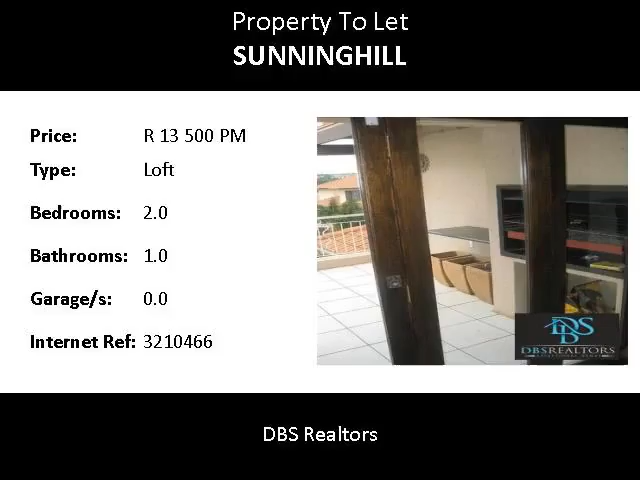 Property To Let
SUNNINGHILL
Price: R 13 500 PM
Type: Loft
Bedrooms: 2.0
Bathrooms: 1.0
Garage/s: 0.0
Internet Ref: 3210466
DBS
DBSREALTORS
DBS Realtors